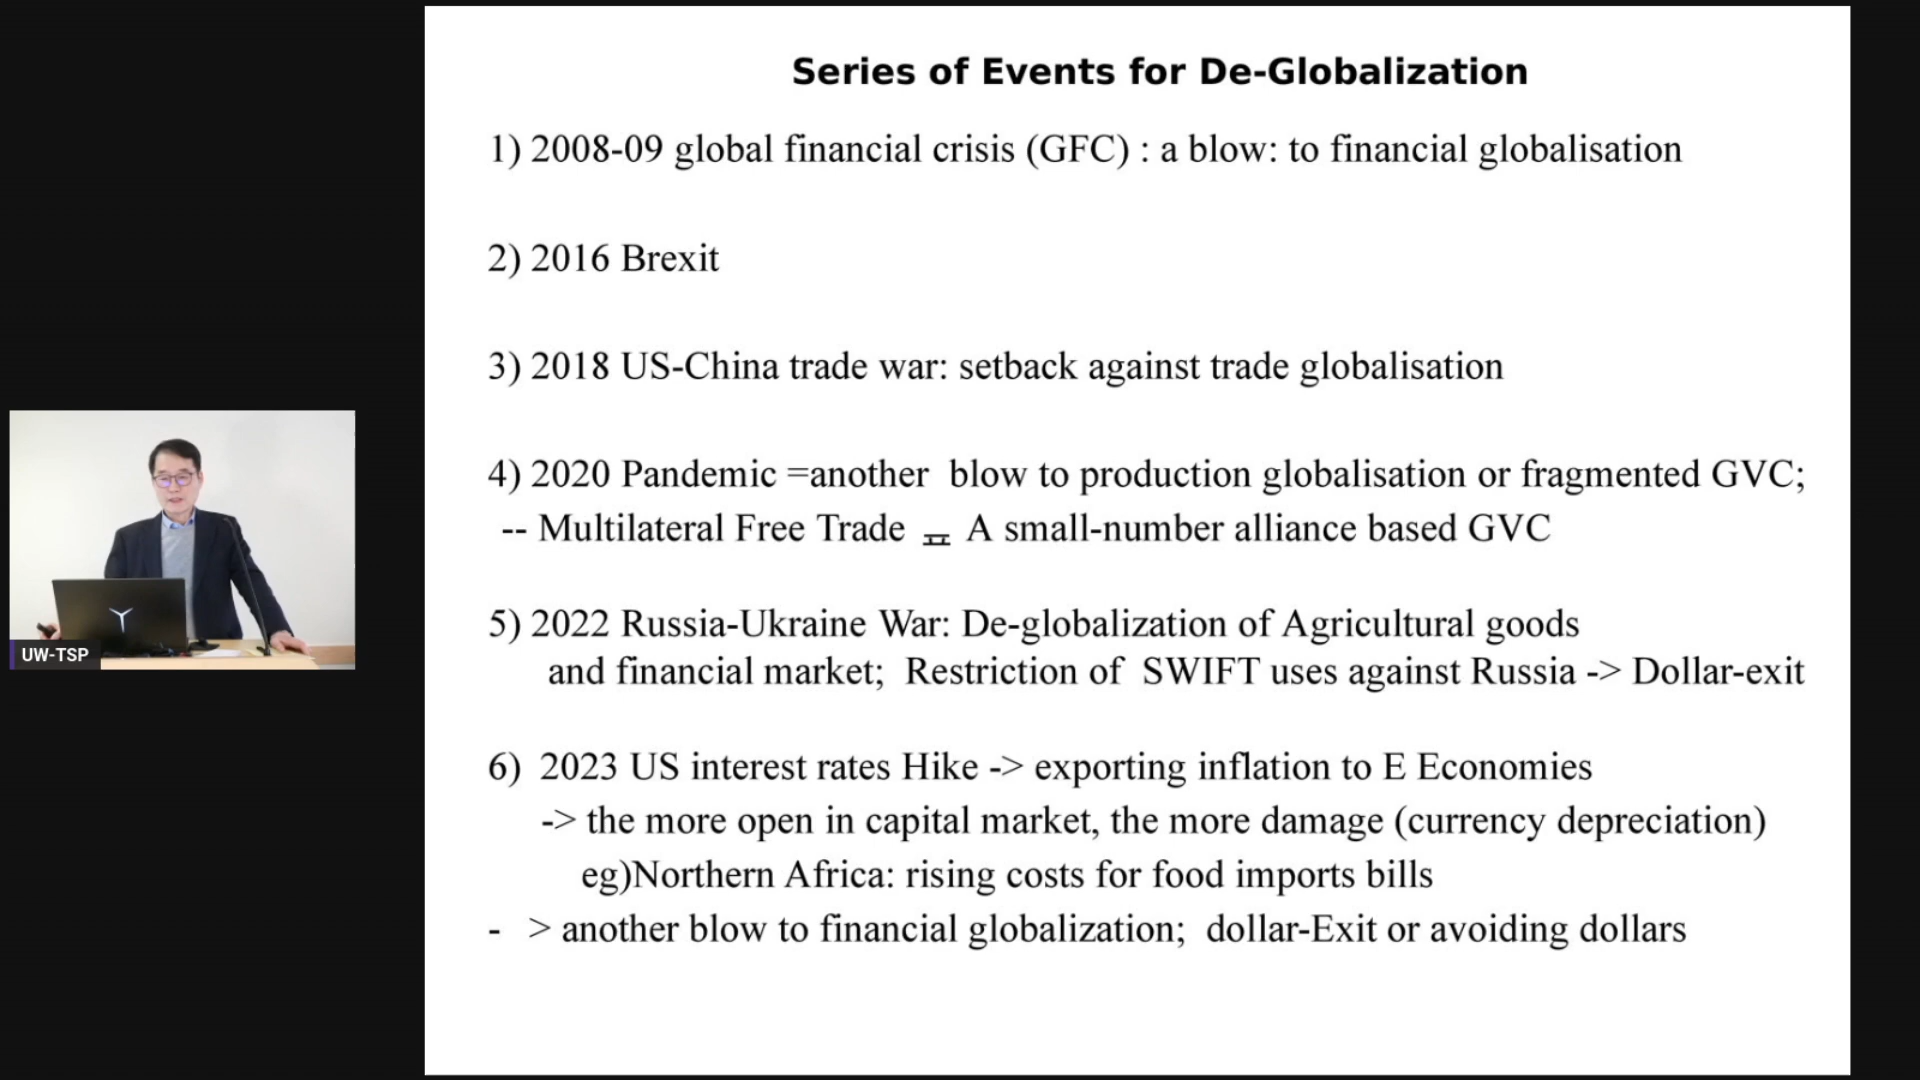 Series of Events for De-Globalization
1) 2008-09 global financial crisis (GFC) : a blow: to financial globalisation
2) 2016 Brexit
3) 2018 US-China trade war: setback against trade globalisation
4) 2020 Pandemic =another blow to production globalisation or fragmented GVC;
-- Multilateral Free Trade ㅍ A small-number alliance based GVC
5) 2022 Russia-Ukraine War: De-globalization of Agricultural goods
and financial market; Restriction of SWIFT uses against Russia -> Dollar-exit
6) 2023 US interest rates Hike -> exporting inflation to E Economies
-> the more open in capital market, the more damage (currency depreciation)
eg)Northern Africa: rising costs for food imports bills
- > another blow to financial globalization; dollar-Exit or avoiding dollars
UW-TSP